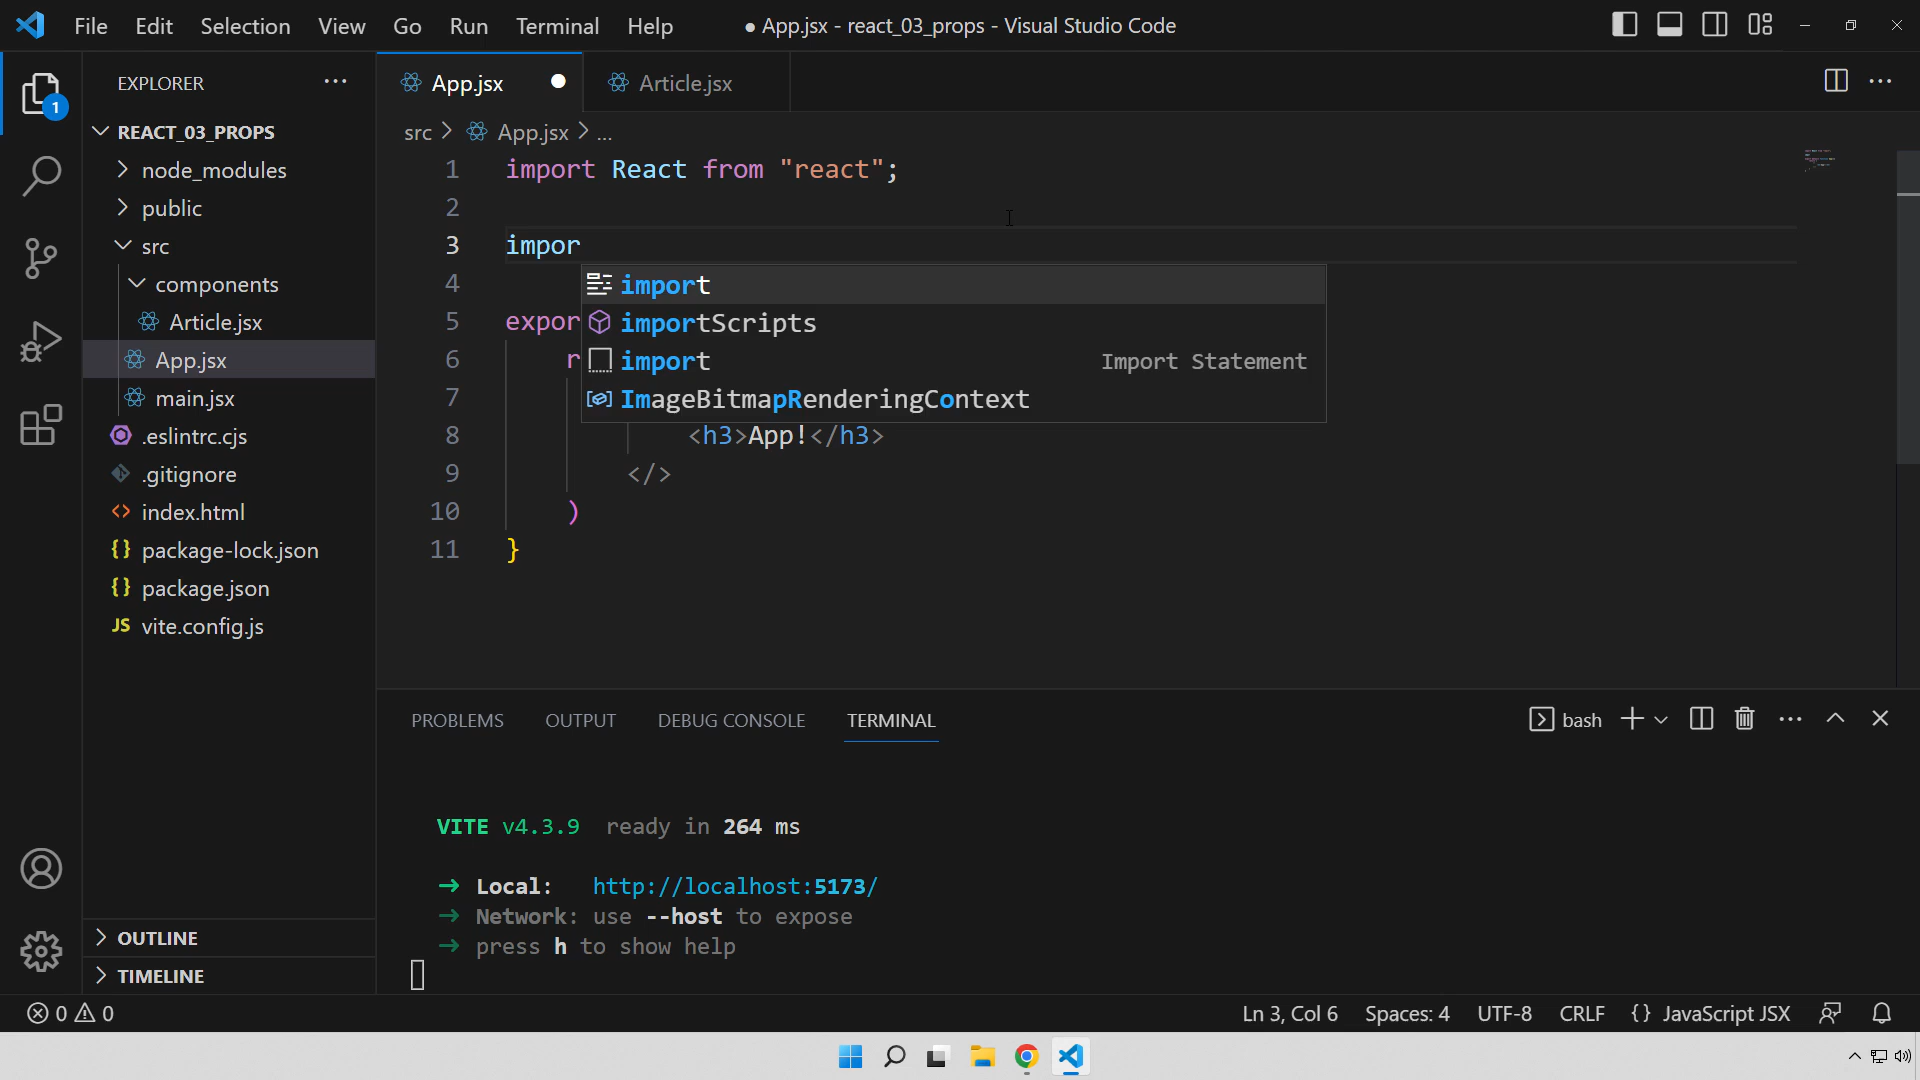 File Edit Selection View Go Run Terminal Help
● App.jsx - react_03_props - Visual Studio Code
1
EXPLORER
REACT_03_PROPS
node_modules
public
src
components
Article.jsx
App.jsx
main.jsx
.eslintrc.cjs
.gitignore
index.html
package-lock.json
package.json
JS vite.config.js
OUTLINE
TIMELINE
App.jsx
Article.jsx
src > App.jsx > ...
1 import React from "react";
2
3 impor
4
5 expor
6 r
7
8 <h3>App!</h3>
9 </>
10 )
11 }
import
importScripts
import Import Statement
ImageBitmapRenderingContext
PROBLEMS OUTPUT DEBUG CONSOLE TERMINAL
bash
VITE v4.3.9 ready in 264 ms
➜ Local: http://localhost:5173/
➜ Network: use --host to expose
➜ press h to show help
0 0
Ln 3, Col 6 Spaces: 4 UTF-8 CRLF {} JavaScript JSX